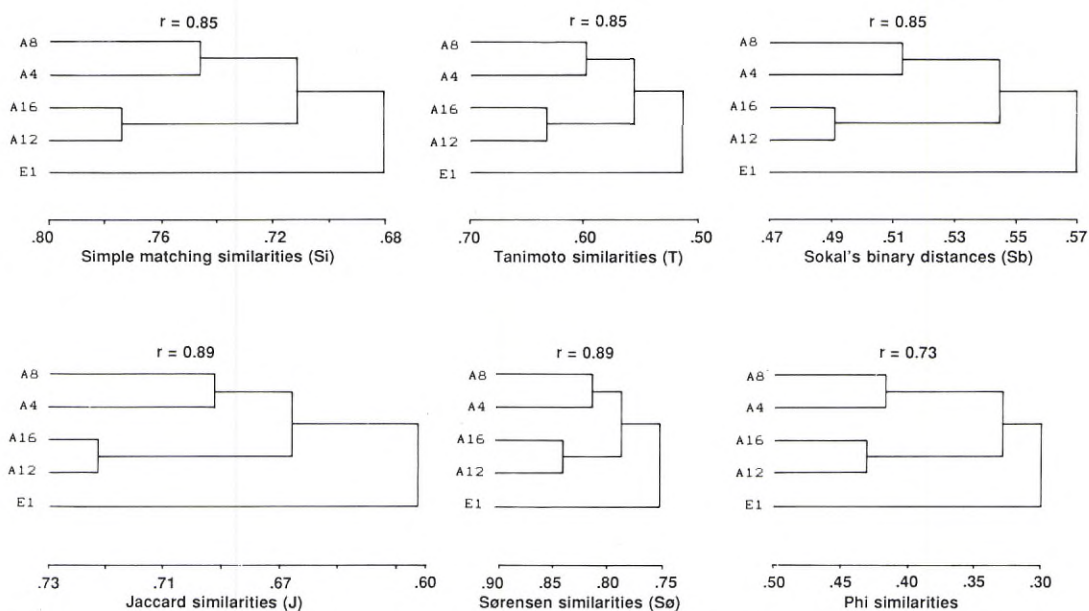 r = 0.85
A8
A4
A16
A12
E1
.80 .76 .72 .68
Simple matching similarities (Si)
r = 0.85
A8
A4
A16
A12
E1
.70 .60 .50
Tanimoto similarities (T)
r = 0.85
A8
A4
A16
A12
E1
.47 .49 .51 .53 .55 .57
Sokal's binary distances (Sb)
r = 0.89
A8
A4
A16
A12
E1
.73 .71 .67 .60
Jaccard similarities (J)
r = 0.89
A8
A4
A16
A12
E1
.90 .85 .80 .75
Sørensen similarities (Sø)
r = 0.73
A8
A4
A16
A12
E1
.50 .45 .40 .35 .30
Phi similarities